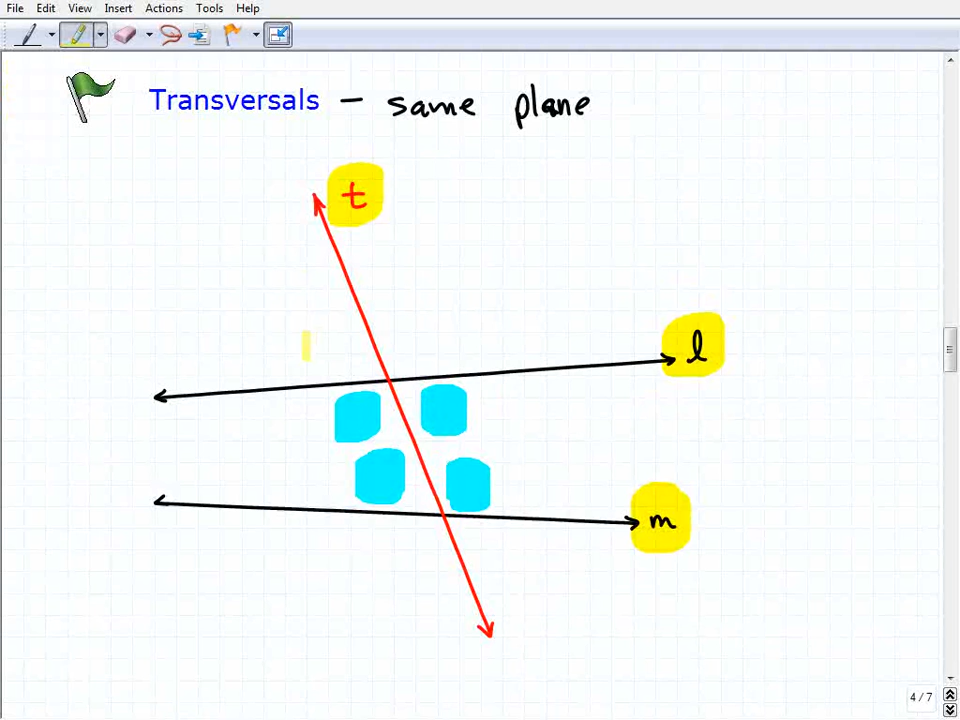 File Edit View Insert Actions Tools Help
Transversals - same plane
t
l
m
4 / 7